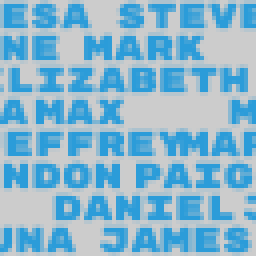 ESA STEVE
NE MARK
ELIZABETH
A MAX M
EFFREY MAR
NDON PAIG
DANIEL J
UNA JAMES